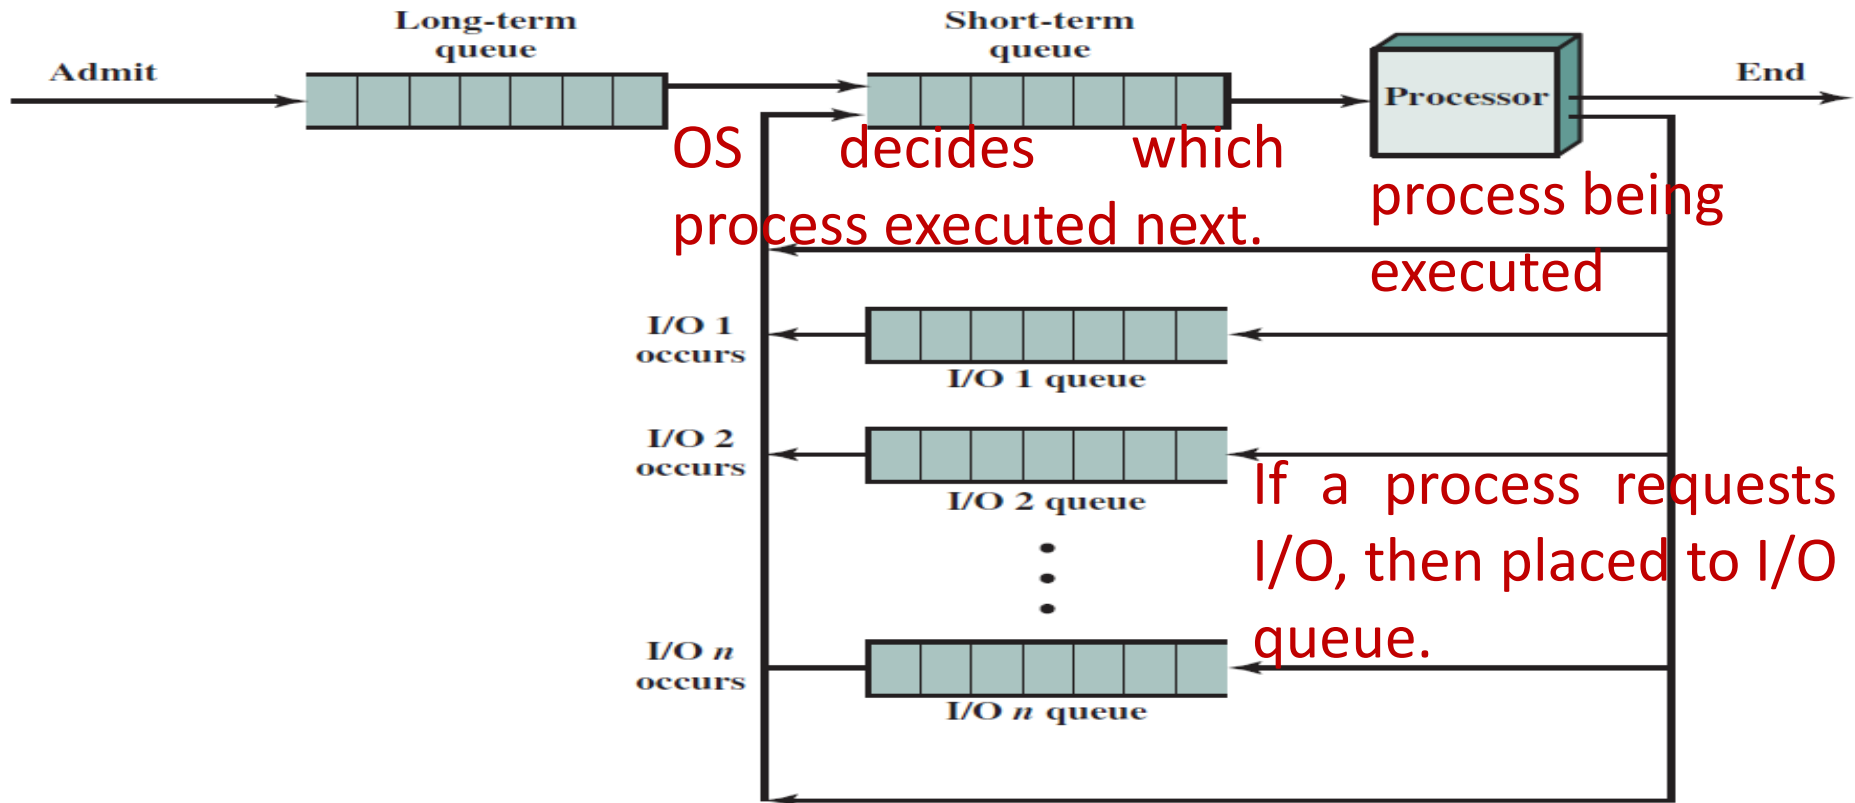 Long-term
queue
Short-term
queue
Admit
Processor
End
OS decides which
process executed next.
process being
executed
I/O 1
occurs
I/O 1 queue
I/O 2
occurs
I/O 2 queue
If a process requests
I/O, then placed to I/O
queue.
I/O n
occurs
I/O n queue